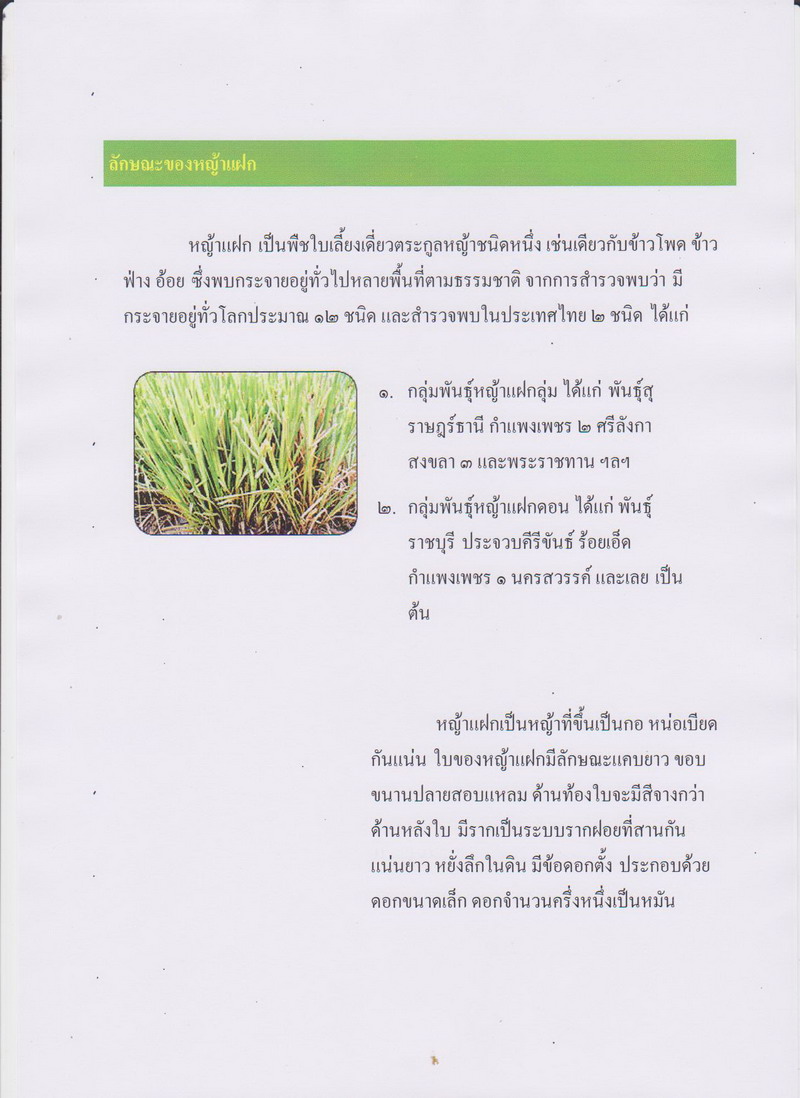 ลักษณะของหญ้าแฝก
หญ้าแฝก เป็นพืชใบเลี้ยงเดี่ยวตระกูลหญ้าชนิดหนึ่ง เช่นเดียวกับข้าวโพด ข้าว
ฟ่าง อ้อย ซึ่งพบกระจายอยู่ทั่วไปหลายพื้นที่ตามธรรมชาติ จากการสำรวจพบว่า มี
กระจายอยู่ทั่วโลกประมาณ ๑๒ ชนิด และสำรวจพบในประเทศไทย ๒ ชนิด ได้แก่
๑. กลุ่มพันธุ์หญ้าแฝกลุ่ม ได้แก่ พันธุ์สุ
ราษฎร์ธานี กำแพงเพชร ๒ ศรีลังกา
สงขลา ๓ และพระราชทาน ฯลฯ
๒. กลุ่มพันธุ์หญ้าแฝกดอน ได้แก่ พันธุ์
ราชบุรี ประจวบคีรีขันธ์ ร้อยเอ็ด
กำแพงเพชร ๑ นครสวรรค์ และเลย เป็น
ต้น
หญ้าแฝกเป็นหญ้าที่ขึ้นเป็นกอ หน่อเบียด
กันแน่น ใบของหญ้าแฝกมีลักษณะแคบยาว ขอบ
ขนานปลายสอบแหลม ด้านท้องใบจะมีสีจางกว่า
ด้านหลังใบ มีรากเป็นระบบรากฝอยที่สานกัน
แน่นยาว หยั่งลึกในดิน มีข้อดอกตั้ง ประกอบด้วย
ดอกขนาดเล็ก ดอกจำนวนครึ่งหนึ่งเป็นหมัน